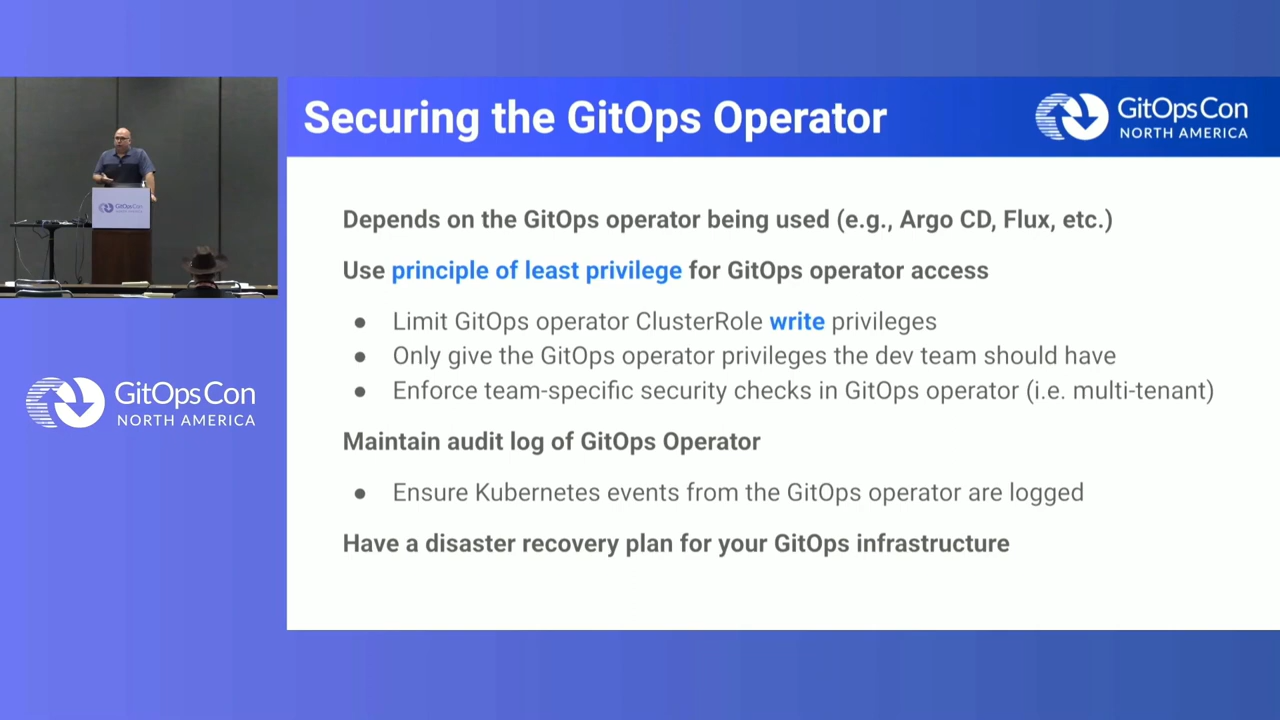 Securing the GitOps Operator
GitOpsCon
NORTH AMERICA
Depends on the GitOps operator being used (e.g., Argo CD, Flux, etc.)
Use principle of least privilege for GitOps operator access
● Limit GitOps operator ClusterRole write privileges
● Only give the GitOps operator privileges the dev team should have
● Enforce team-specific security checks in GitOps operator (i.e. multi-tenant)
Maintain audit log of GitOps Operator
● Ensure Kubernetes events from the GitOps operator are logged
Have a disaster recovery plan for your GitOps infrastructure
GitOpsCon
GitOpsCon
NORTH AMERICA